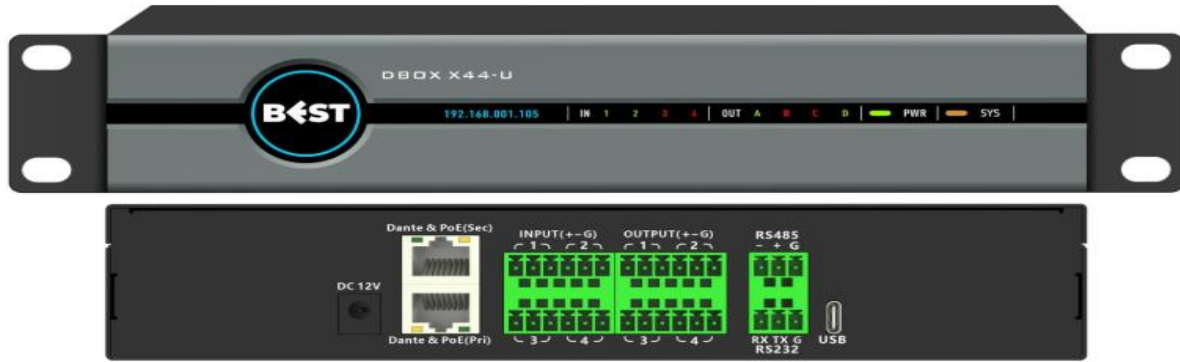 DBOX X44-U
BEST
192.168.001.105 | IN 1 2 3 4 | OUT A B C D | PWR | SYS |
Dante & PoE(Sec)
INPUT(+-G) OUTPUT(+-G) RS485
1 2 1 2 - + G
DC 12V
Dante & PoE(Pri) 3 4 3 4 RX TX G USB
RS232